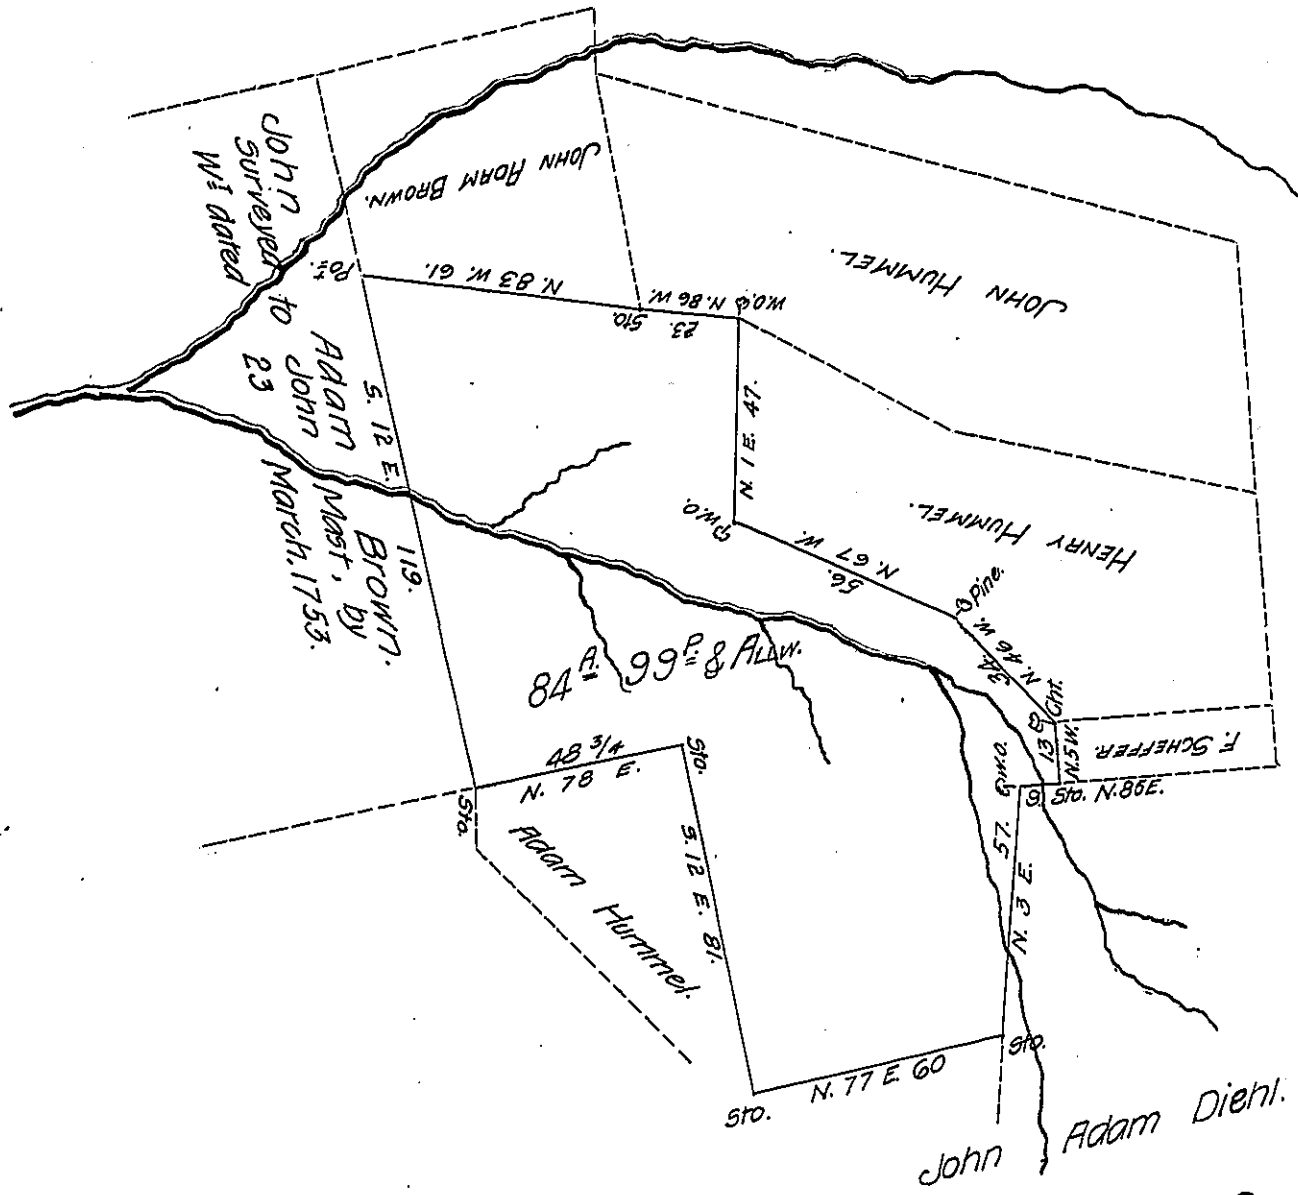 JOHN ADAM BROWN.
JOHN HUMMEL.
HENRY HUMMEL.
F. SCHEFFER.
John Adam Brown.
Surveyed to John Mast, by
Wt dated 23 March, 1753.
Pot.
N. 83 W. 61.
Sto.
N. 86 W.
23.
W.O.
N. 1 E. 47.
W.O.
N. 67 W.
56.
Pine.
N. 46 W.
34.
Cht.
13
N. 5 W.
Sto. N. 86 E.
9.
W.O.
57.
N. 3 E.
Sto.
N. 77 E. 60
Sto.
S. 12 E. 81.
Sto.
48 3/4
N. 78 E.
Sto.
S. 12 E. 119.
84 A. 99 P. & Allw.
Adam Hummel.
John Adam Diehl.